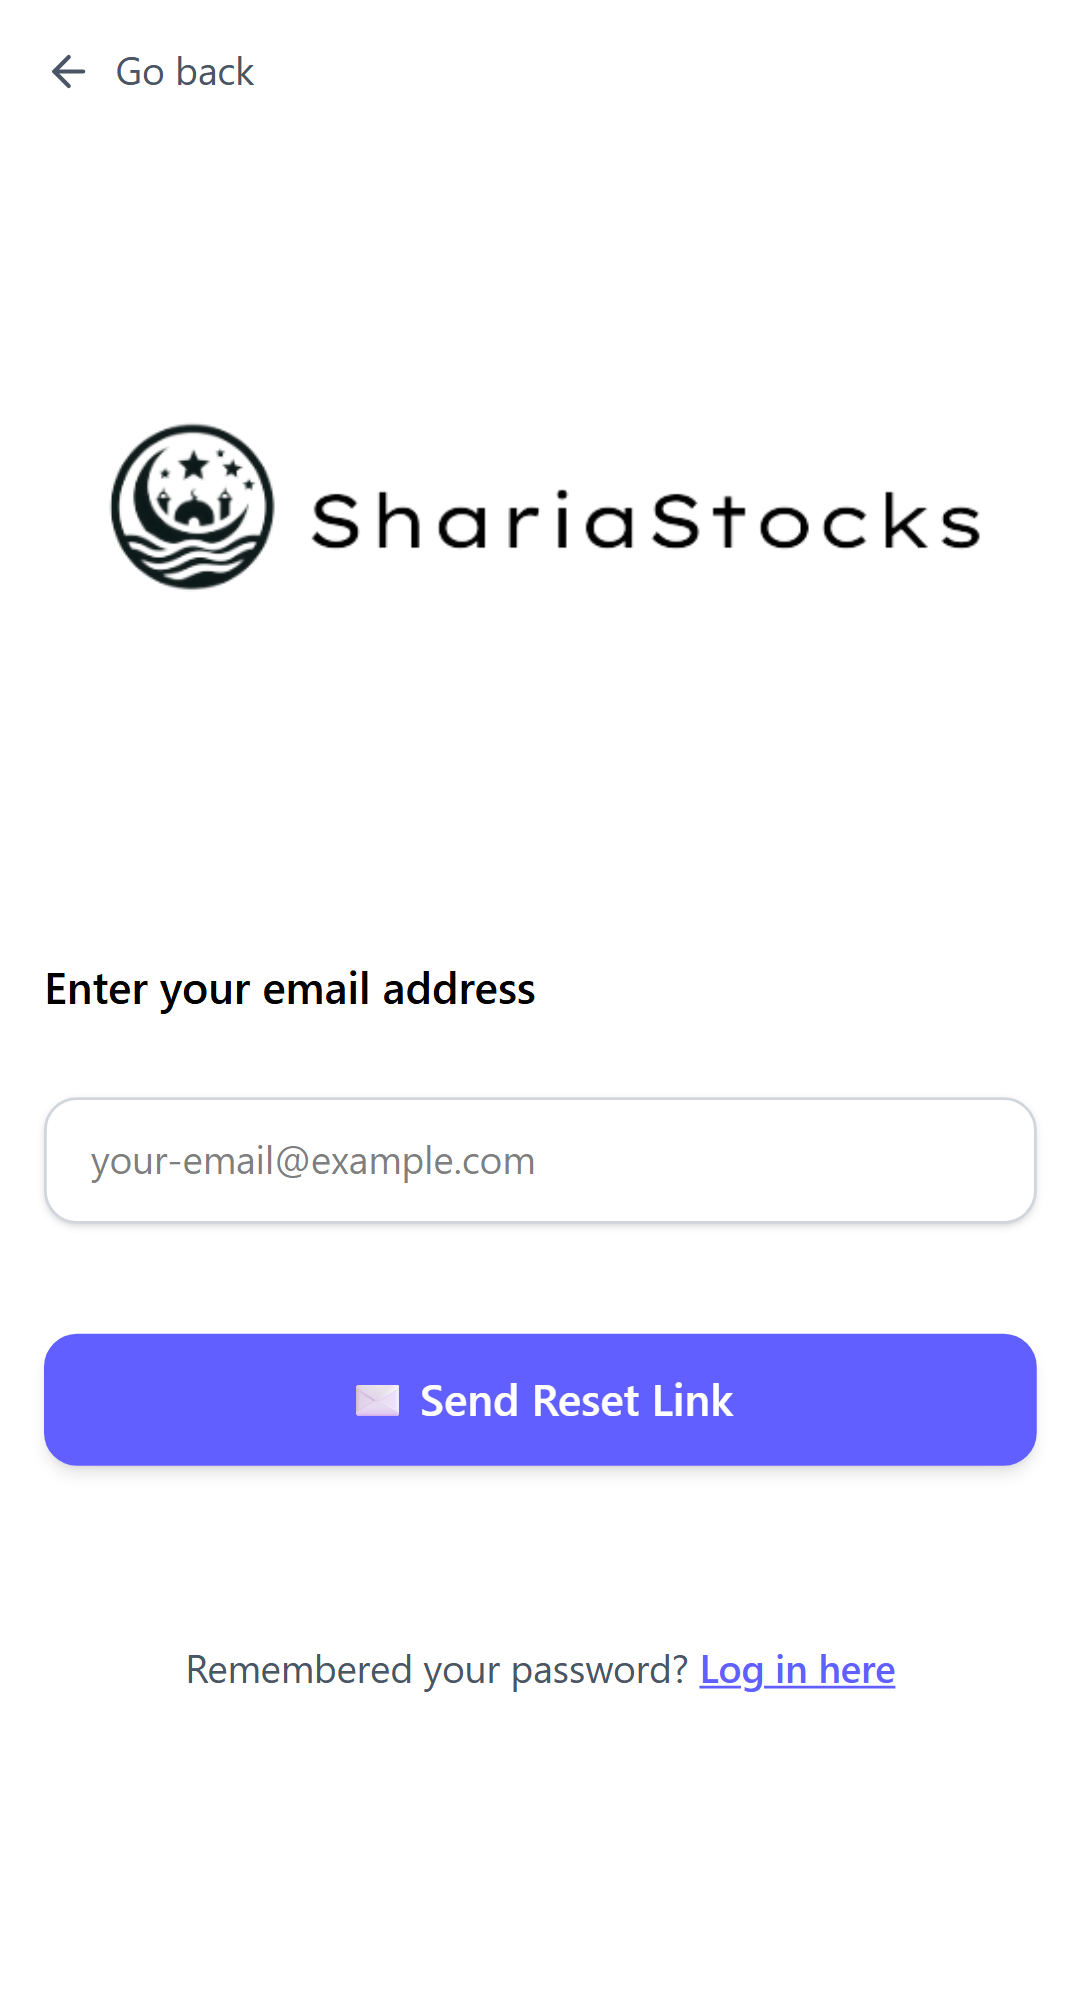 Go back
ShariaStocks
Enter your email address
your-email@example.com
Send Reset Link
Remembered your password? Log in here